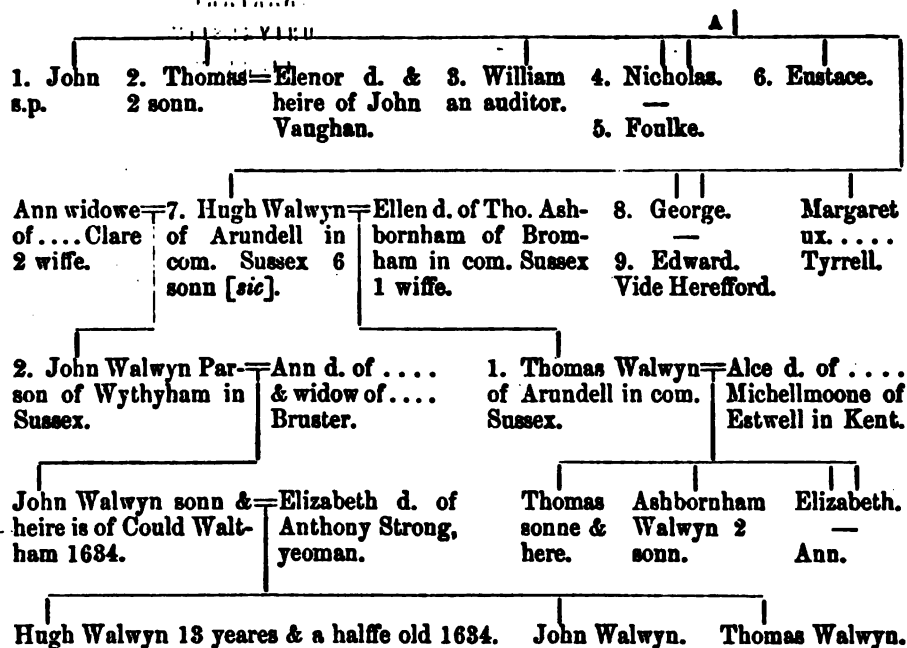 A
1. John 2. Thomas=Elenor d. & 3. William 4. Nicholas. 6. Eustace.
s.p. 2 sonn. heire of John an auditor. —
Vaughan. 5. Foulke.
Ann widowe=7. Hugh Walwyn=Ellen d. of Tho. Ash- 8. George. Margaret
of .... Clare of Arundell in bornham of Brom- — ux.....
2 wiffe. com. Sussex 6 ham in com. Sussex 9. Edward. Tyrrell.
sonn [sic]. 1 wiffe. Vide Herefford.
2. John Walwyn Par-=Ann d. of .... 1. Thomas Walwyn=Alce d. of ....
son of Wythyham in & widow of .... of Arundell in com. Michellmoone of
Sussex. Bruster. Sussex. Estwell in Kent.
John Walwyn sonn &=Elizabeth d. of Thomas Ashbornham Elizabeth.
heire is of Could Walt- Anthony Strong, sonne & Walwyn 2 —
ham 1634. yeoman. here. sonn. Ann.
Hugh Walwyn 13 yeares & a halffe old 1634. John Walwyn. Thomas Walwyn.